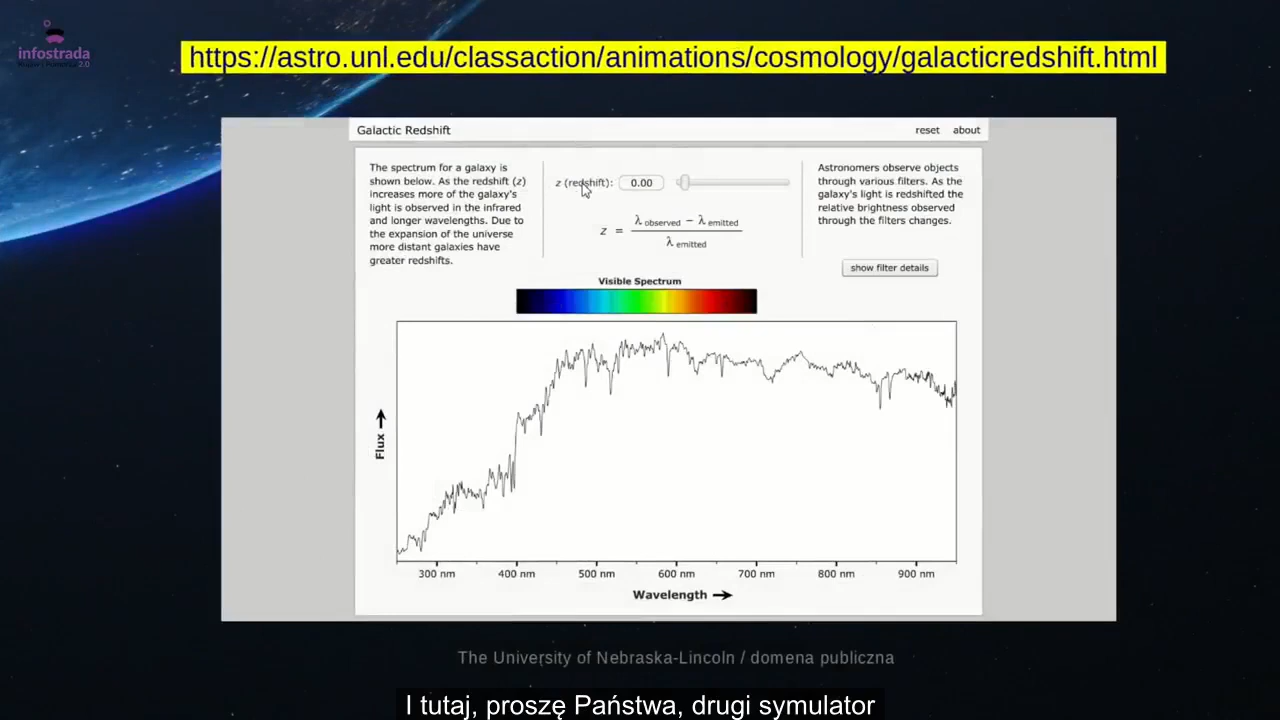 infostrada
https://astro.unl.edu/classaction/animations/cosmology/galacticredshift.html
Galactic Redshift
reset about
The spectrum for a galaxy is
shown below. As the redshift (z)
increases more of the galaxy's
light is observed in the infrared
and longer wavelengths. Due to
the expansion of the universe
more distant galaxies have
greater redshifts.
z (redshift): 0.00
z = λ observed − λ emitted
λ emitted
Astronomers observe objects
through various filters. As the
galaxy's light is redshifted the
relative brightness observed
through the filters changes.
show filter details
Visible Spectrum
Flux
300 nm 400 nm 500 nm 600 nm 700 nm 800 nm 900 nm
Wavelength
The University of Nebraska-Lincoln / domena publiczna
I tutaj, proszę Państwa, drugi symulator